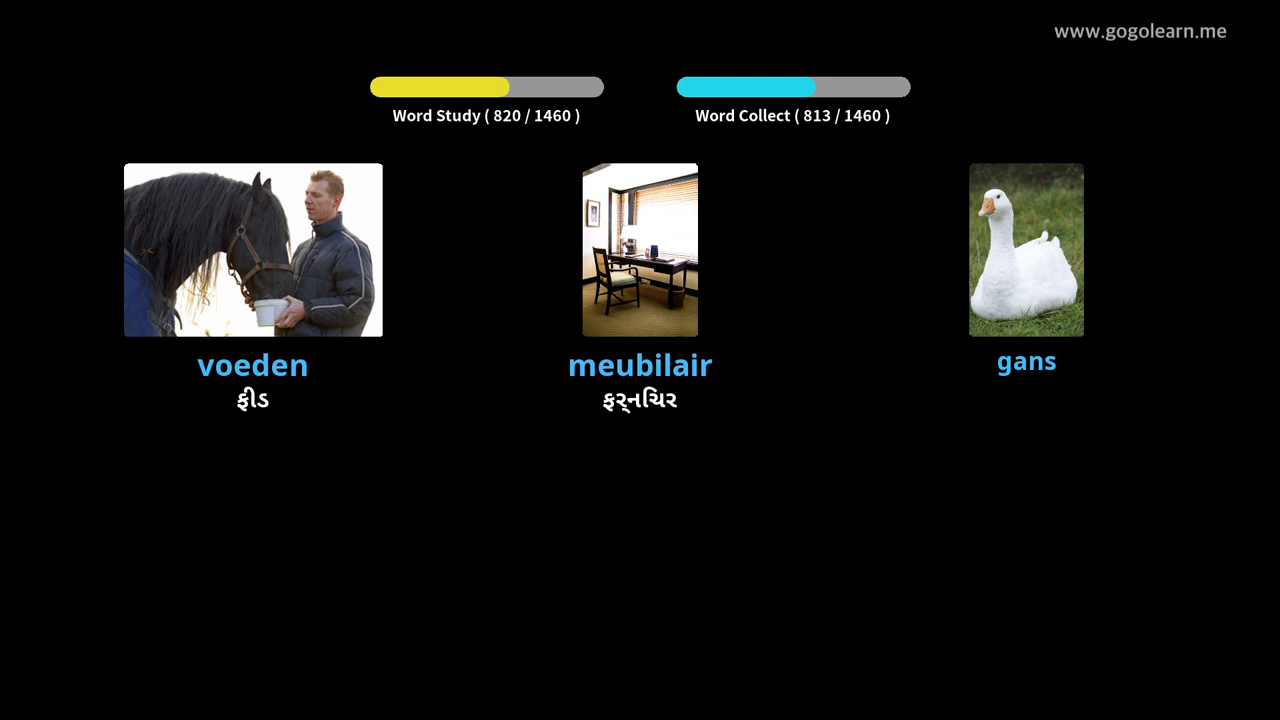 www.gogolearn.me
Word Study ( 820 / 1460 )
Word Collect ( 813 / 1460 )
voeden
meubilair
gans
ફીડ
ફર્નિચર